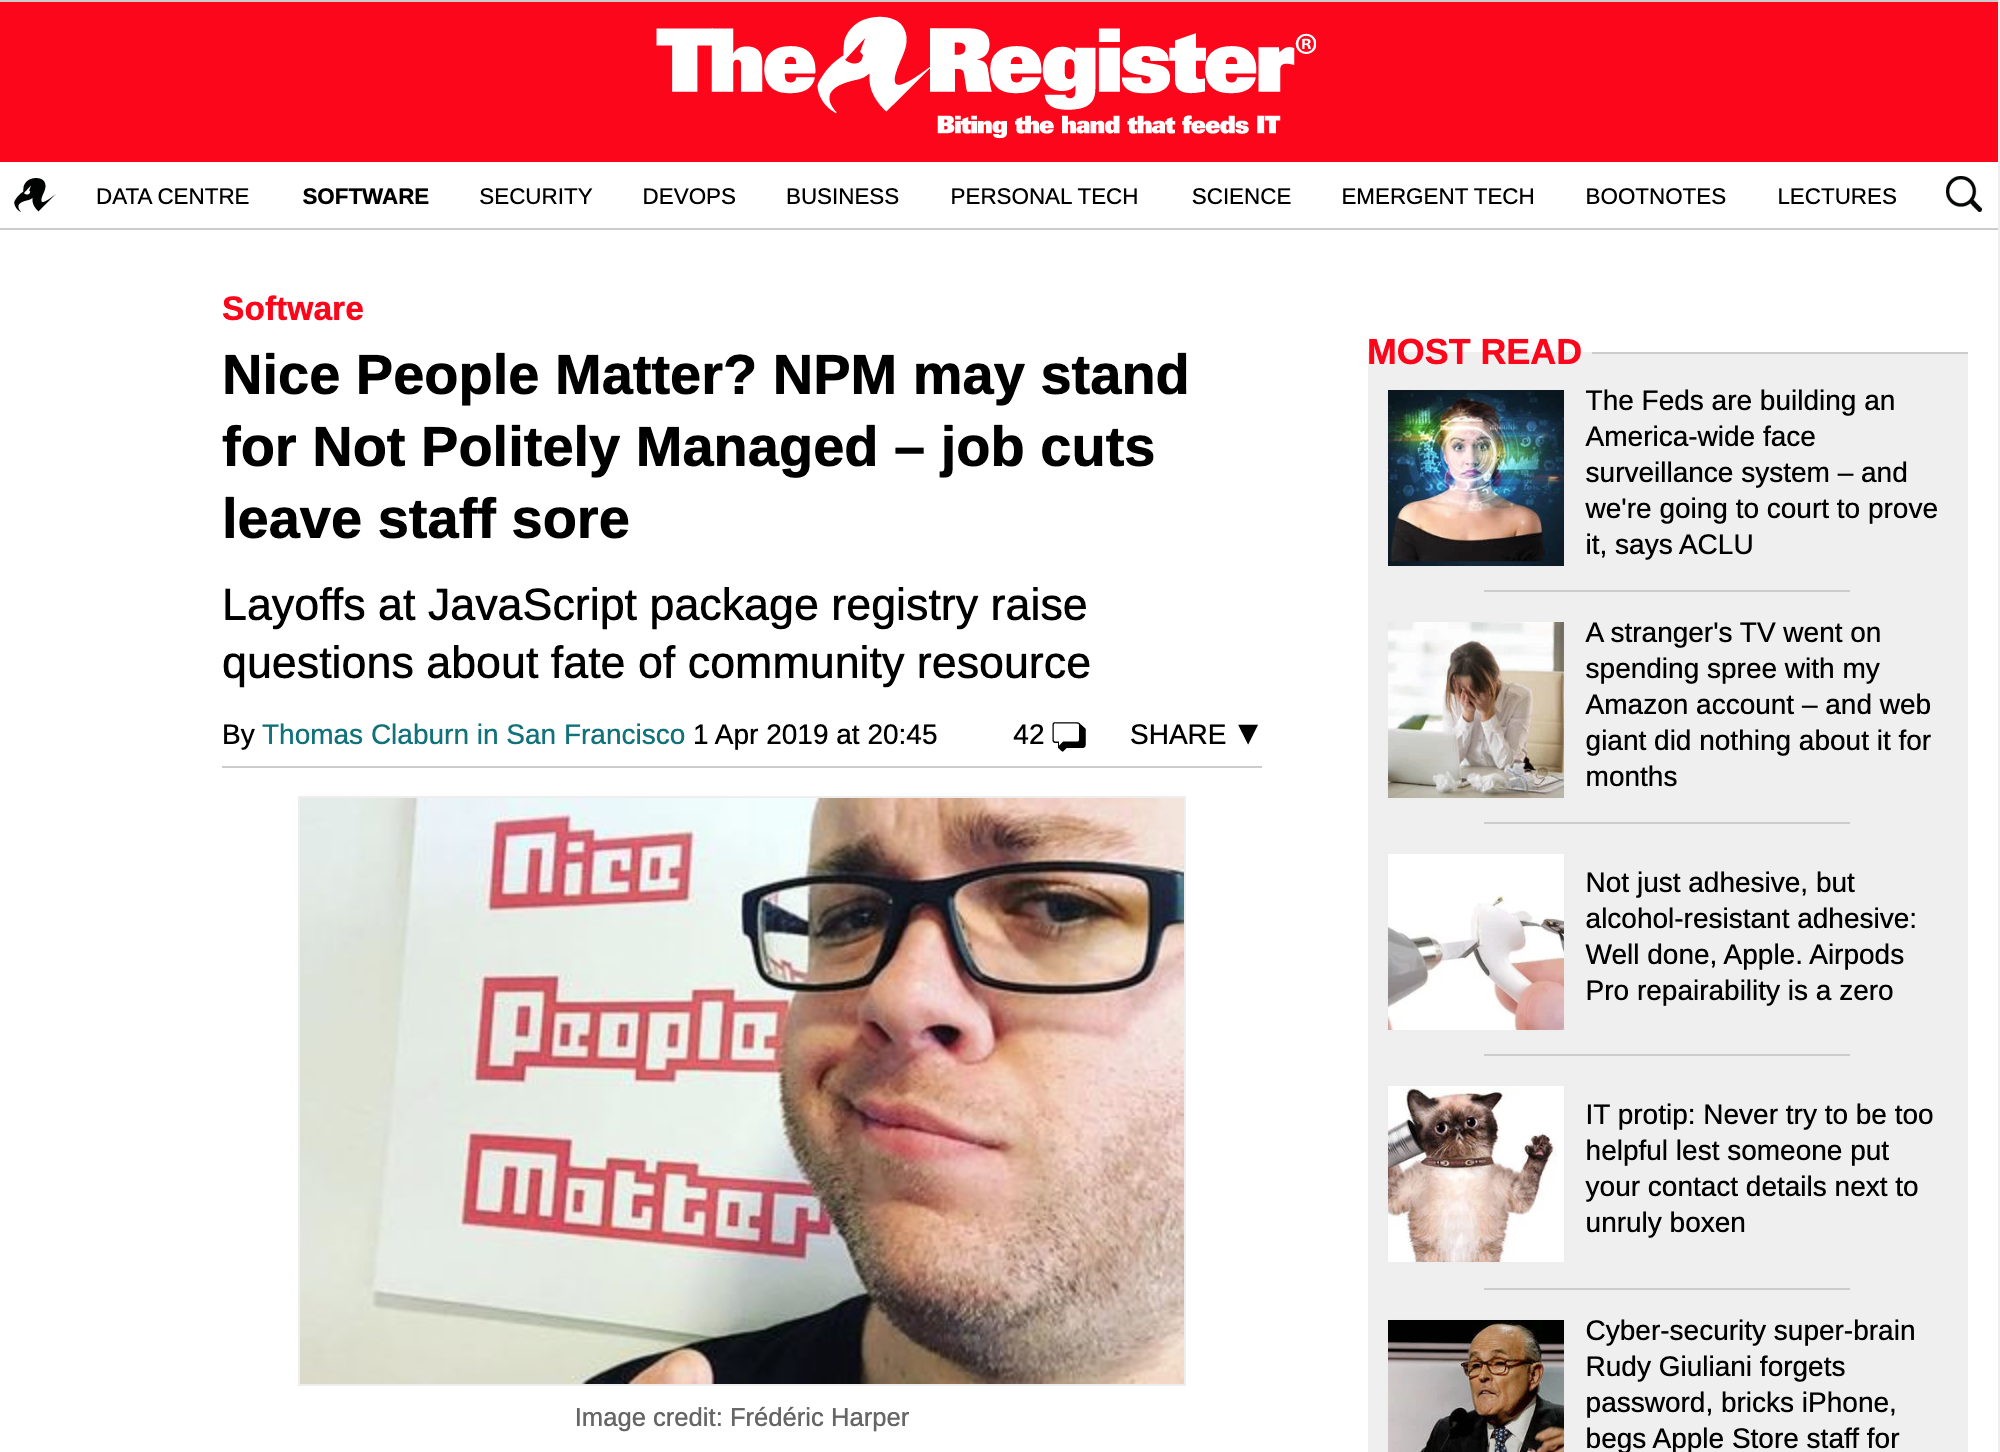 The Register®
Biting the hand that feeds IT
DATA CENTRE SOFTWARE SECURITY DEVOPS BUSINESS PERSONAL TECH SCIENCE EMERGENT TECH BOOTNOTES LECTURES
Software
Nice People Matter? NPM may stand
for Not Politely Managed – job cuts
leave staff sore
Layoffs at JavaScript package registry raise
questions about fate of community resource
By Thomas Claburn in San Francisco 1 Apr 2019 at 20:45 42 SHARE ▼
Nice
People
Matter
Image credit: Frédéric Harper
MOST READ
The Feds are building an
America-wide face
surveillance system – and
we're going to court to prove
it, says ACLU
A stranger's TV went on
spending spree with my
Amazon account – and web
giant did nothing about it for
months
Not just adhesive, but
alcohol-resistant adhesive:
Well done, Apple. Airpods
Pro repairability is a zero
IT protip: Never try to be too
helpful lest someone put
your contact details next to
unruly boxen
Cyber-security super-brain
Rudy Giuliani forgets
password, bricks iPhone,
begs Apple Store staff for